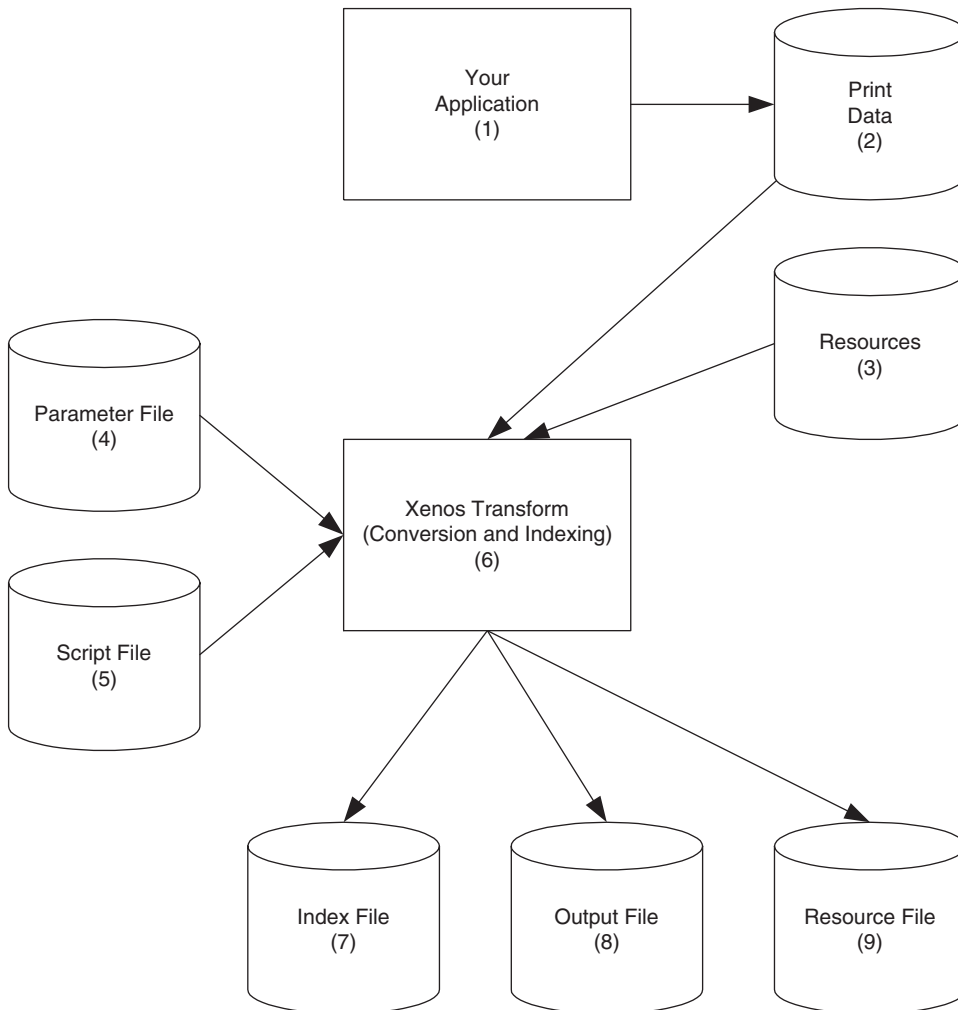 Your
Application
(1)
Print
Data
(2)
Resources
(3)
Parameter File
(4)
Xenos Transform
(Conversion and Indexing)
(6)
Script File
(5)
Index File
(7)
Output File
(8)
Resource File
(9)